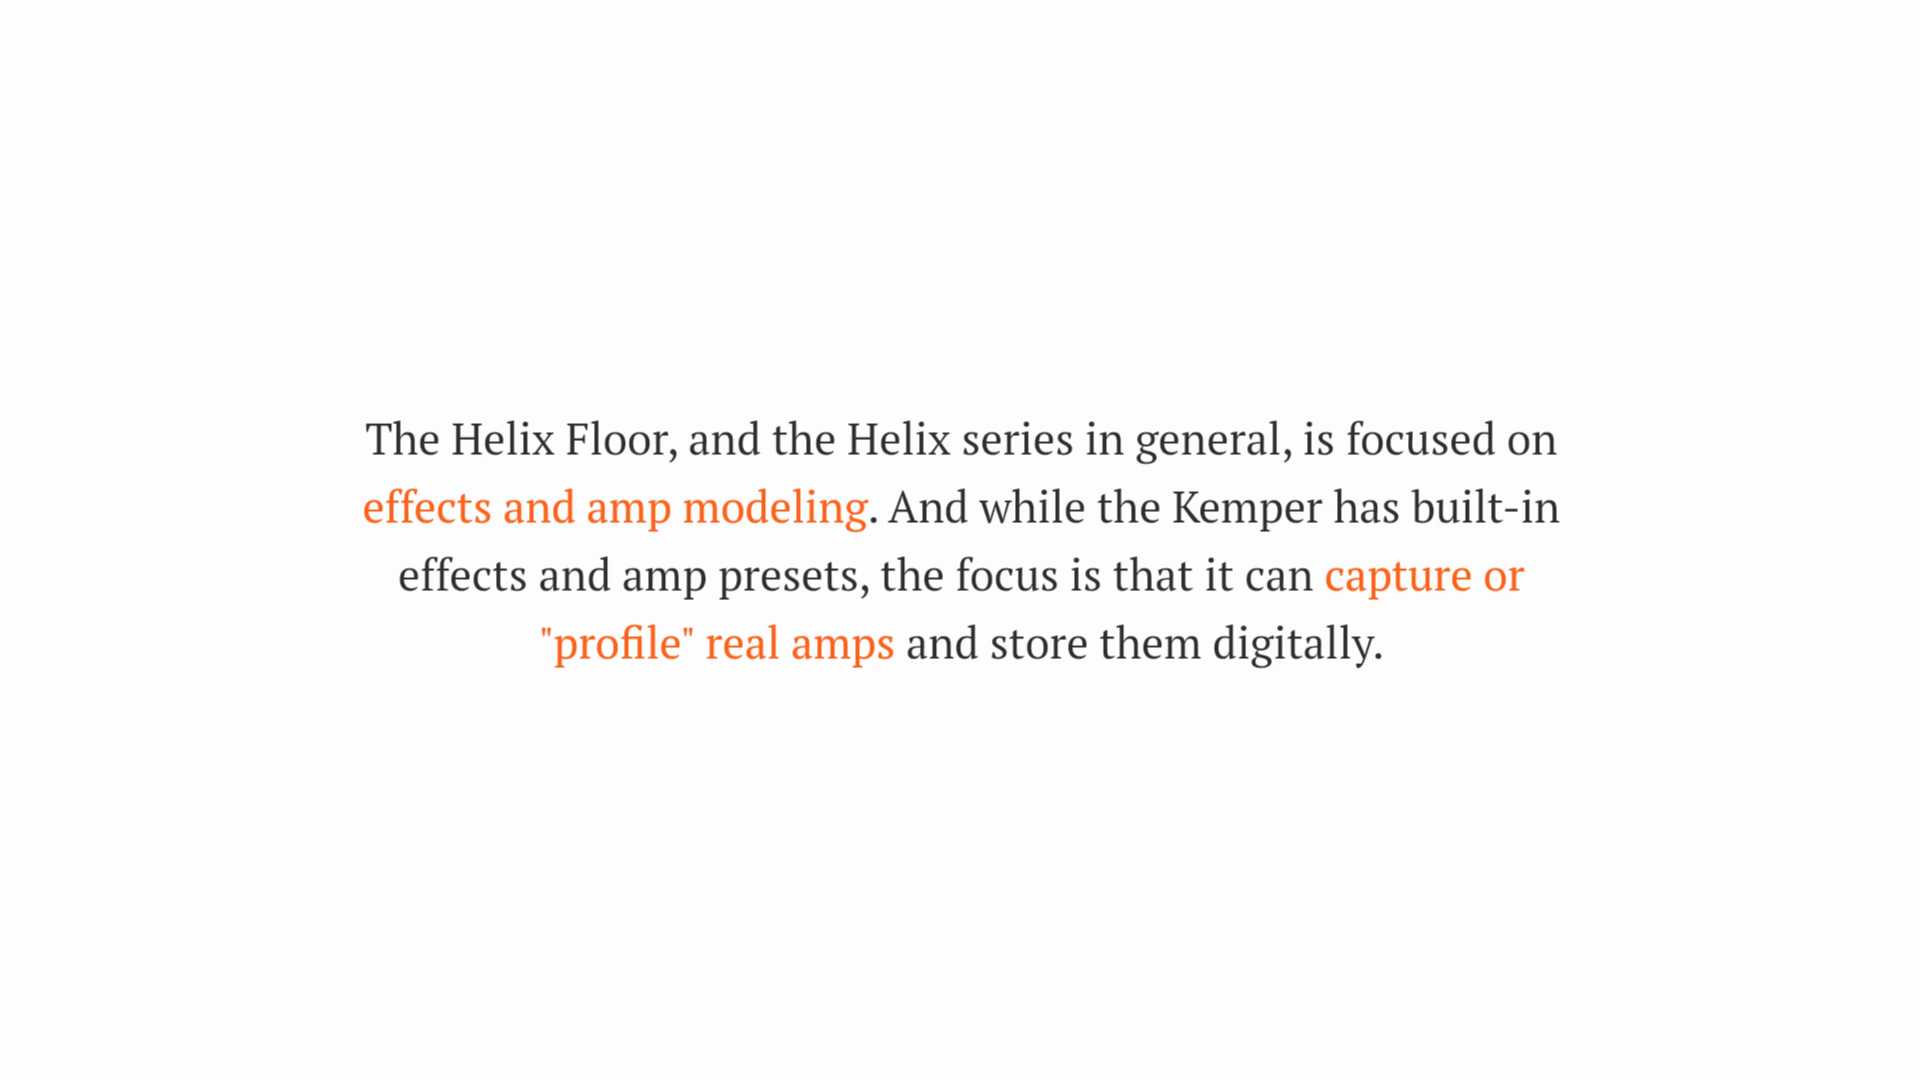 The Helix Floor, and the Helix series in general, is focused on
effects and amp modeling. And while the Kemper has built-in
effects and amp presets, the focus is that it can capture or
"profile" real amps and store them digitally.